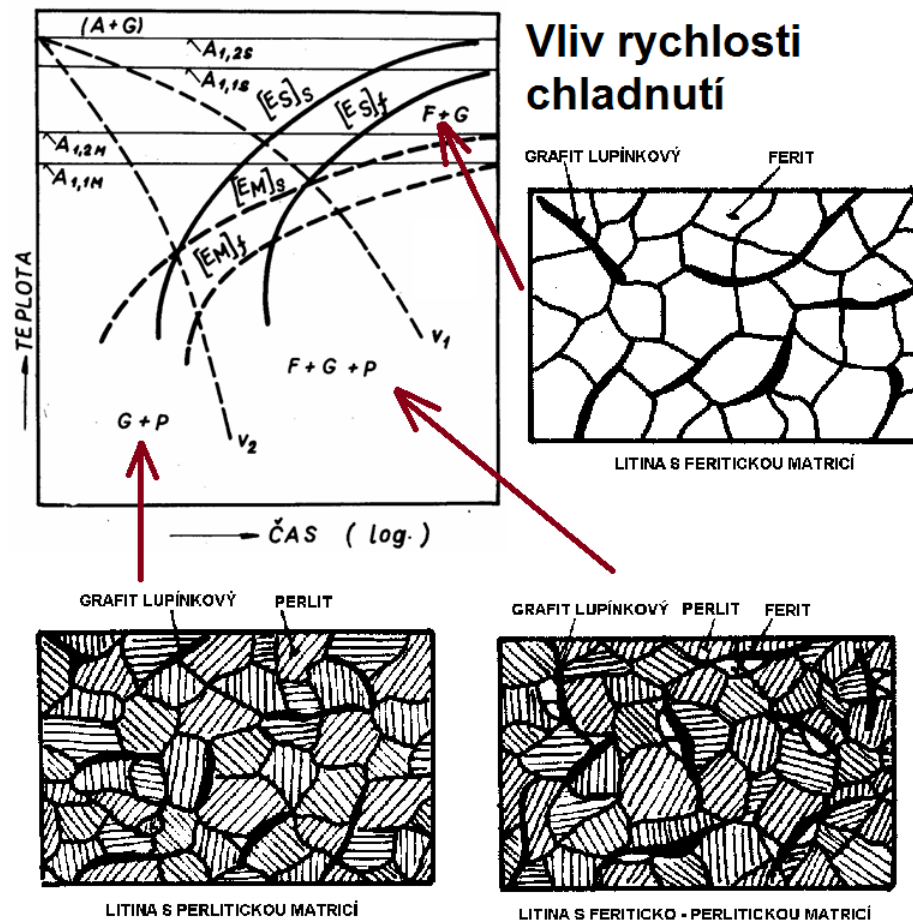 Vliv rychlosti
chladnutí
(A+G)
A1,2S
A1,1S
[ES]s
[ES]f
F+G
A1,2M
A1,1M
[EM]s
[EM]f
TEPLOTA
v1
F+G+P
G+P
v2
ČAS (log.)
GRAFIT LUPÍNKOVÝ
FERIT
LITINA S FERITICKOU MATRICÍ
GRAFIT LUPÍNKOVÝ
PERLIT
LITINA S PERLITICKOU MATRICÍ
GRAFIT LUPÍNKOVÝ
PERLIT
FERIT
LITINA S FERITICKO - PERLITICKOU MATRICÍ